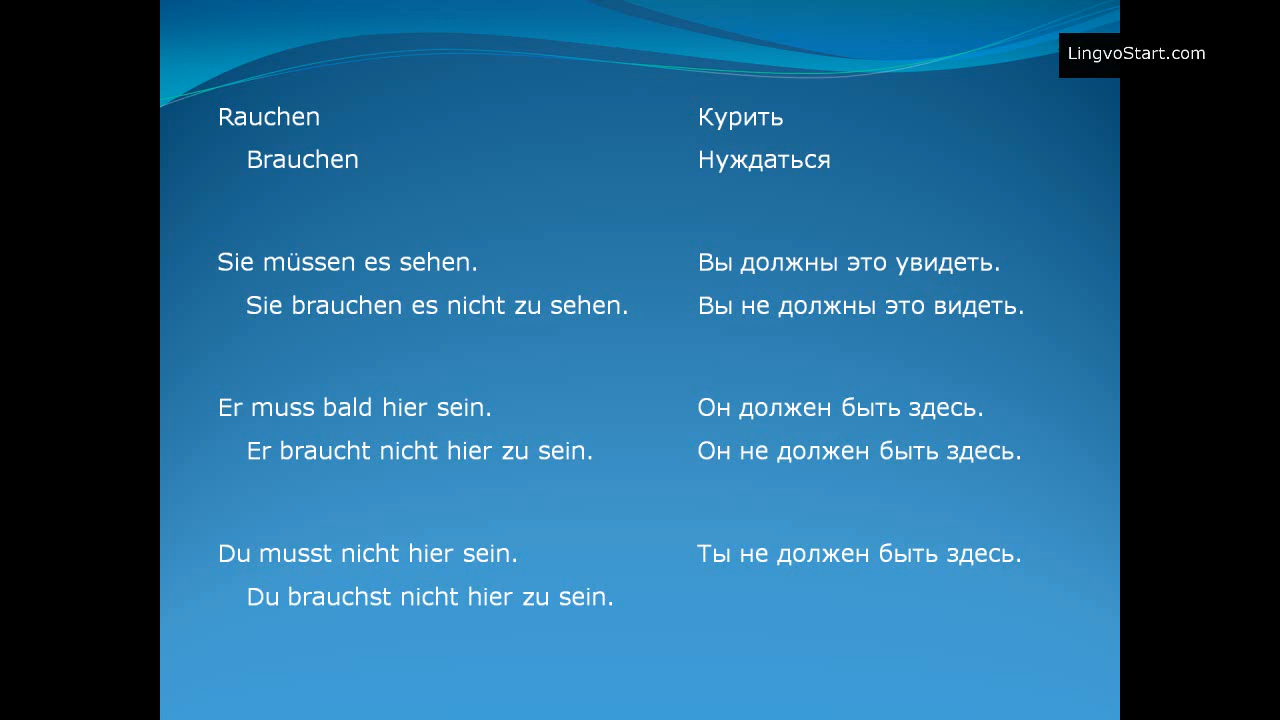 LingvoStart.com
Rauchen Курить
Brauchen Нуждаться
Sie müssen es sehen. Вы должны это увидеть.
Sie brauchen es nicht zu sehen. Вы не должны это видеть.
Er muss bald hier sein. Он должен быть здесь.
Er braucht nicht hier zu sein. Он не должен быть здесь.
Du musst nicht hier sein. Ты не должен быть здесь.
Du brauchst nicht hier zu sein.